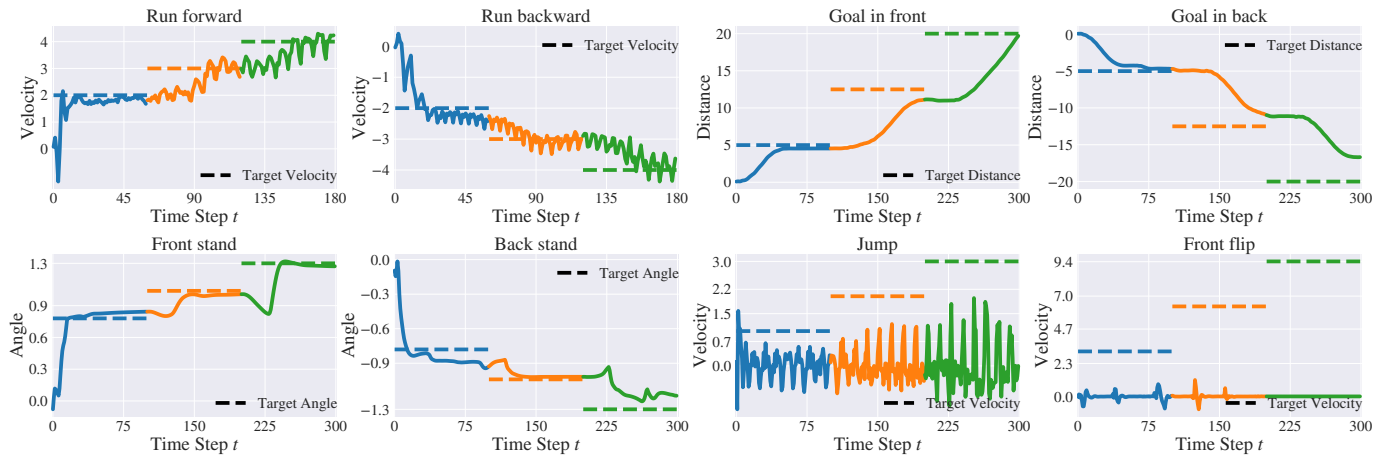 Run forward
Velocity
4
3
2
1
0
Target Velocity
0 45 90 135 180
Time Step t
Run backward
Velocity
0
−1
−2
−3
−4
Target Velocity
0 45 90 135 180
Time Step t
Goal in front
Distance
20
15
10
5
0
Target Distance
0 75 150 225 300
Time Step t
Goal in back
Distance
0
−5
−10
−15
−20
Target Distance
0 75 150 225 300
Time Step t
Front stand
Angle
1.3
0.9
0.4
0.0
Target Angle
0 75 150 225 300
Time Step t
Back stand
Angle
0.0
−0.3
−0.6
−0.9
−1.3
Target Angle
0 75 150 225 300
Time Step t
Jump
Velocity
3.0
2.2
1.5
0.7
0.0
Target Velocity
0 75 150 225 300
Time Step t
Front flip
Velocity
9.4
7.0
4.7
2.3
0.0
Target Velocity
0 75 150 225 300
Time Step t